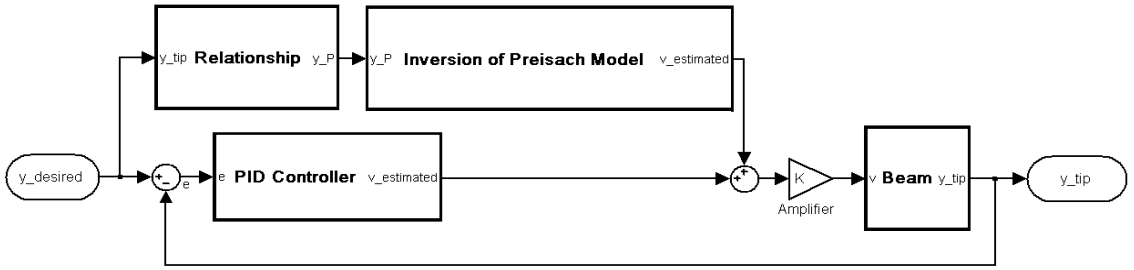 y_tip Relationship y_P
y_P Inversion of Preisach Model v_estimated
y_desired
+
−
e
e PID Controller v_estimated
+
+
K
Amplifier
v Beam y_tip
y_tip